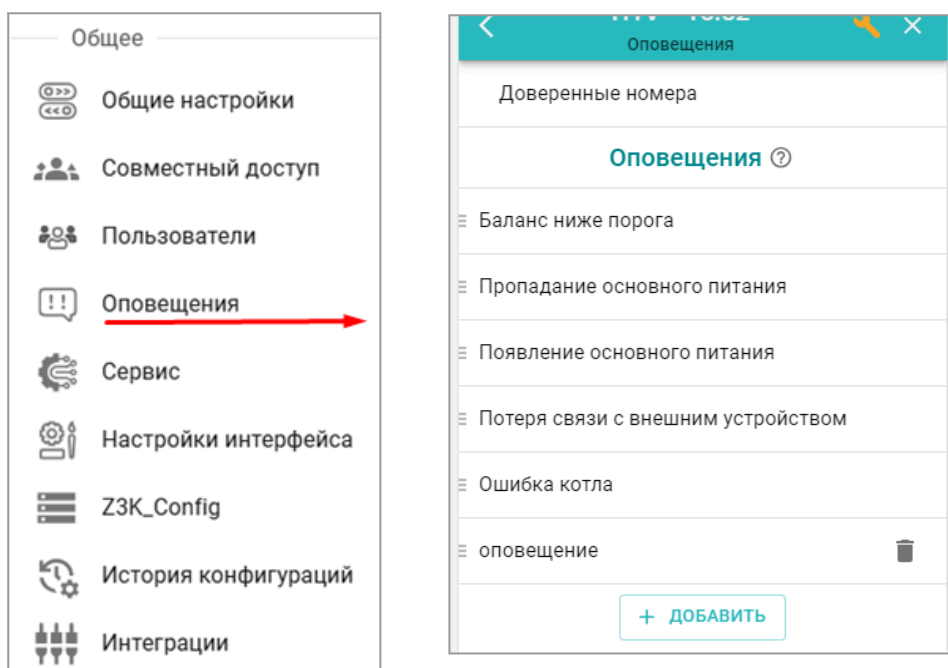 Общее
Общие настройки
Совместный доступ
Пользователи
Оповещения
Сервис
Настройки интерфейса
Z3K_Config
История конфигураций
Интеграции
Оповещения
Доверенные номера
Оповещения
Баланс ниже порога
Пропадание основного питания
Появление основного питания
Потеря связи с внешним устройством
Ошибка котла
оповещение
+ ДОБАВИТЬ